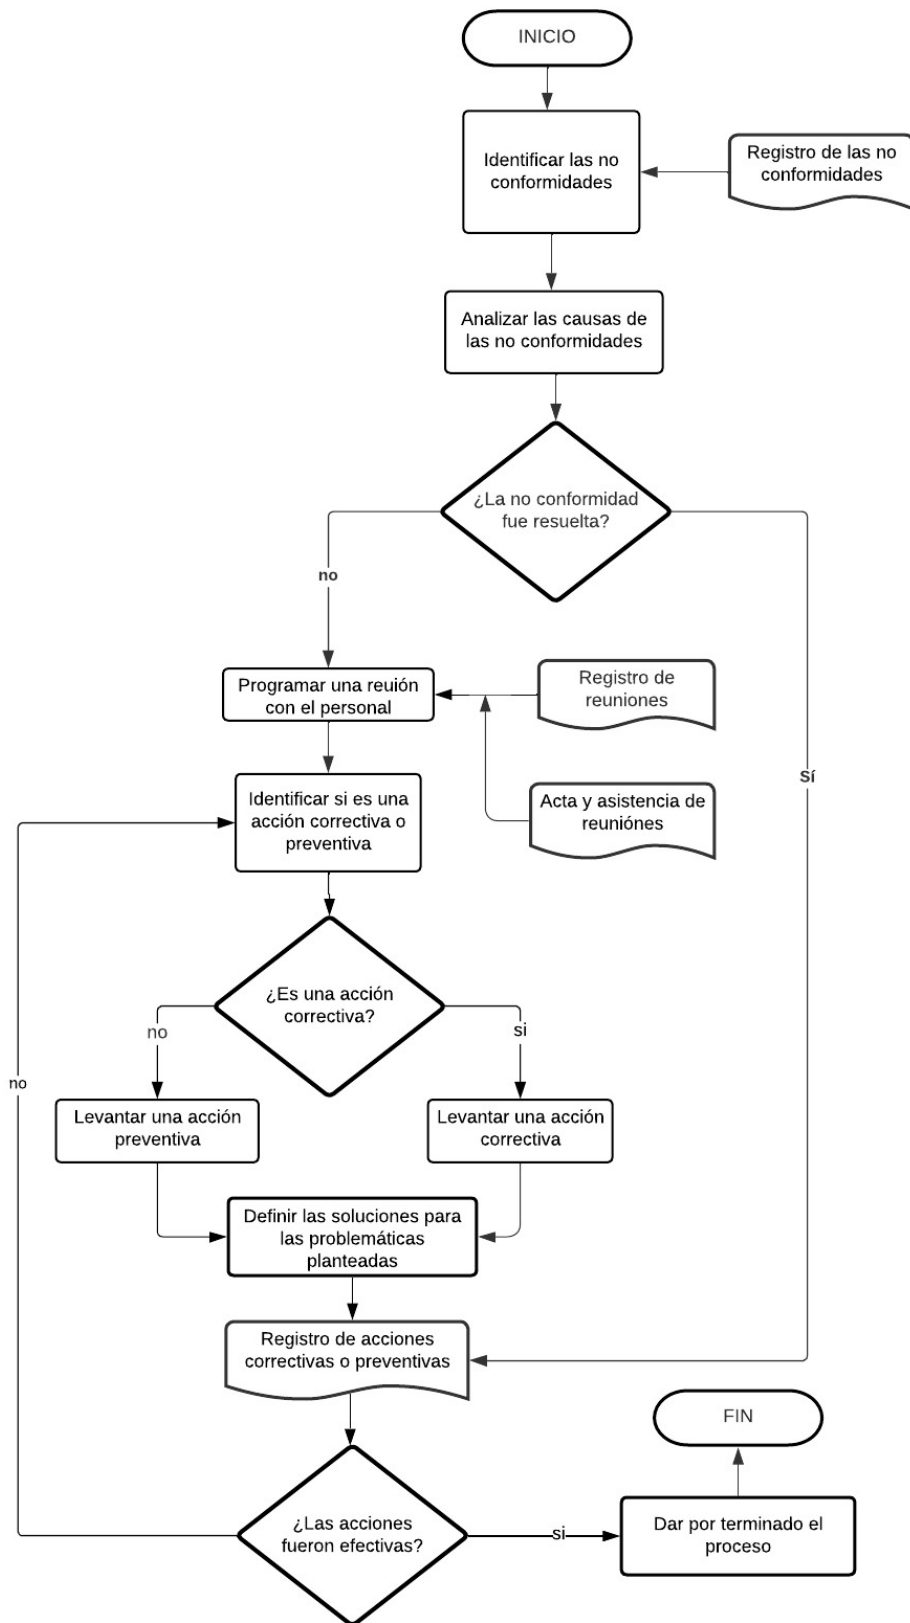 INICIO
Identificar las no
conformidades
Registro de las no
conformidades
Analizar las causas de
las no conformidades
¿La no conformidad
fue resuelta?
no
Sí
Programar una reuión
con el personal
Registro de
reuniones
Acta y asistencia de
reuniónes
Identificar si es una
acción correctiva o
preventiva
¿Es una acción
correctiva?
no
si
no
Levantar una acción
preventiva
Levantar una acción
correctiva
Definir las soluciones para
las problemáticas
planteadas
Registro de acciones
correctivas o preventivas
¿Las acciones
fueron efectivas?
si
Dar por terminado el
proceso
FIN